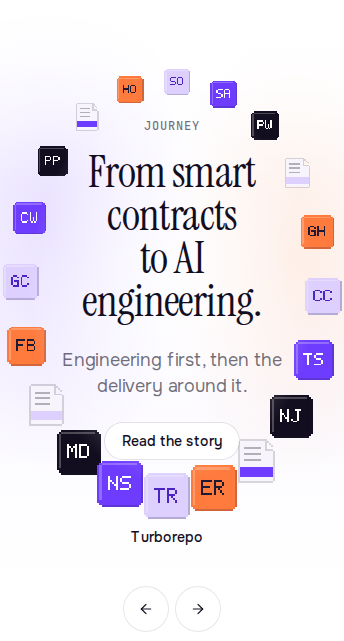 HO
SO
SA
PW
JOURNEY
PP
From smart
contracts
to AI
engineering.
CW
GH
GC
CC
FB
TS
Engineering first, then the
delivery around it.
NJ
MD
Read the story
NS
TR
ER
Turborepo